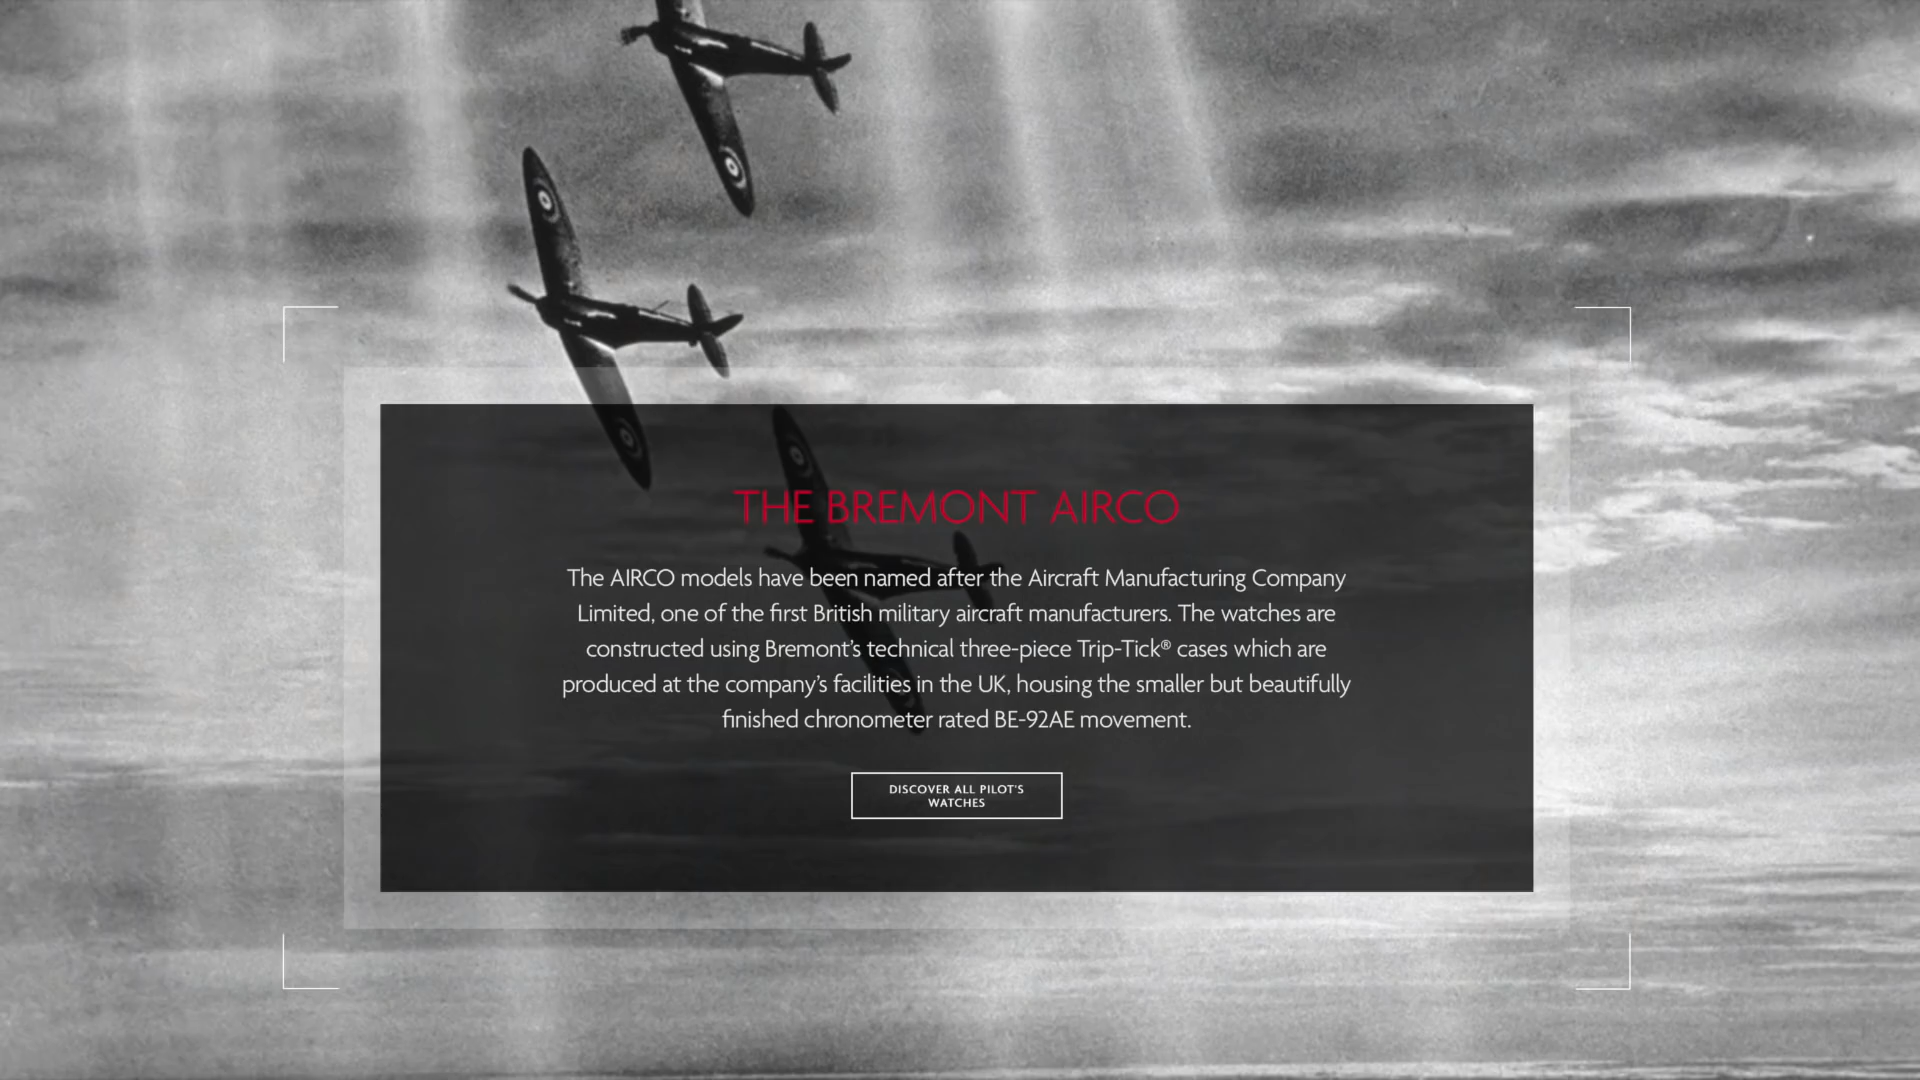 THE BREMONT AIRCO
The AIRCO models have been named after the Aircraft Manufacturing Company
Limited, one of the first British military aircraft manufacturers. The watches are
constructed using Bremont’s technical three-piece Trip-Tick® cases which are
produced at the company’s facilities in the UK, housing the smaller but beautifully
finished chronometer rated BE-92AE movement.
DISCOVER ALL PILOT'S
WATCHES